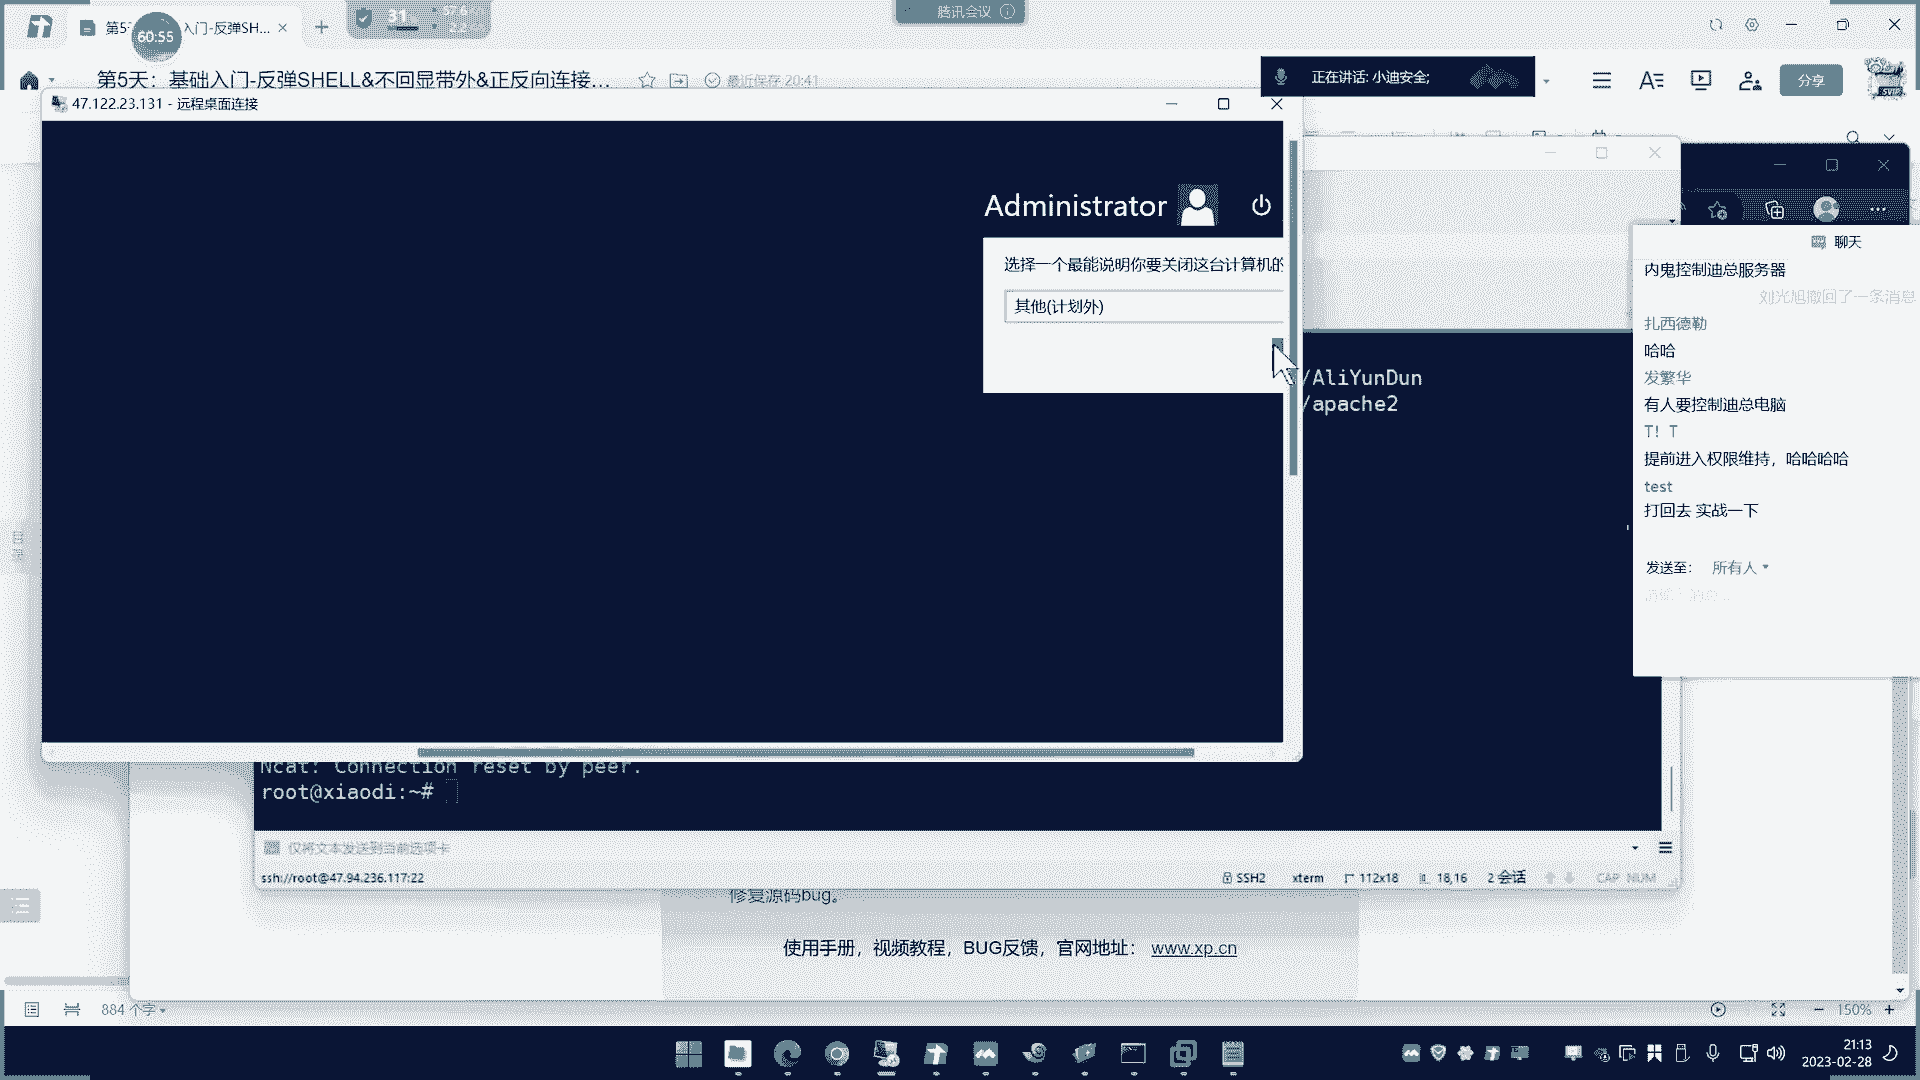 第5
入门-反弹SH...
60:55
31
腾讯会议
第5天：基础入门-反弹SHELL&不回显带外&正反向连接...
最近保存 20:41
正在讲话: 小迪安全;
分享
SVIP
47.122.23.131 - 远程桌面连接
Administrator
选择一个最能说明你要关闭这台计算机的
其他(计划外)
/AliYunDun
/apache2
聊天
内鬼控制迪总服务器
刘光旭撤回了一条消息
扎西德勒
哈哈
发繁华
有人要控制迪总电脑
T! T
提前进入权限维持，哈哈哈哈
test
打回去 实战一下
发送至: 所有人
Ncat: Connection reset by peer.
root@xiaodi:~#
仅将文本发送到当前选项卡
ssh://root@47.94.236.117:22
SSH2
xterm
112x18
18,16
2 会话
CAP NUM
修复源码bug。
使用手册，视频教程，BUG反馈，官网地址： www.xp.cn
884 个字
150%
21:13
2023-02-28